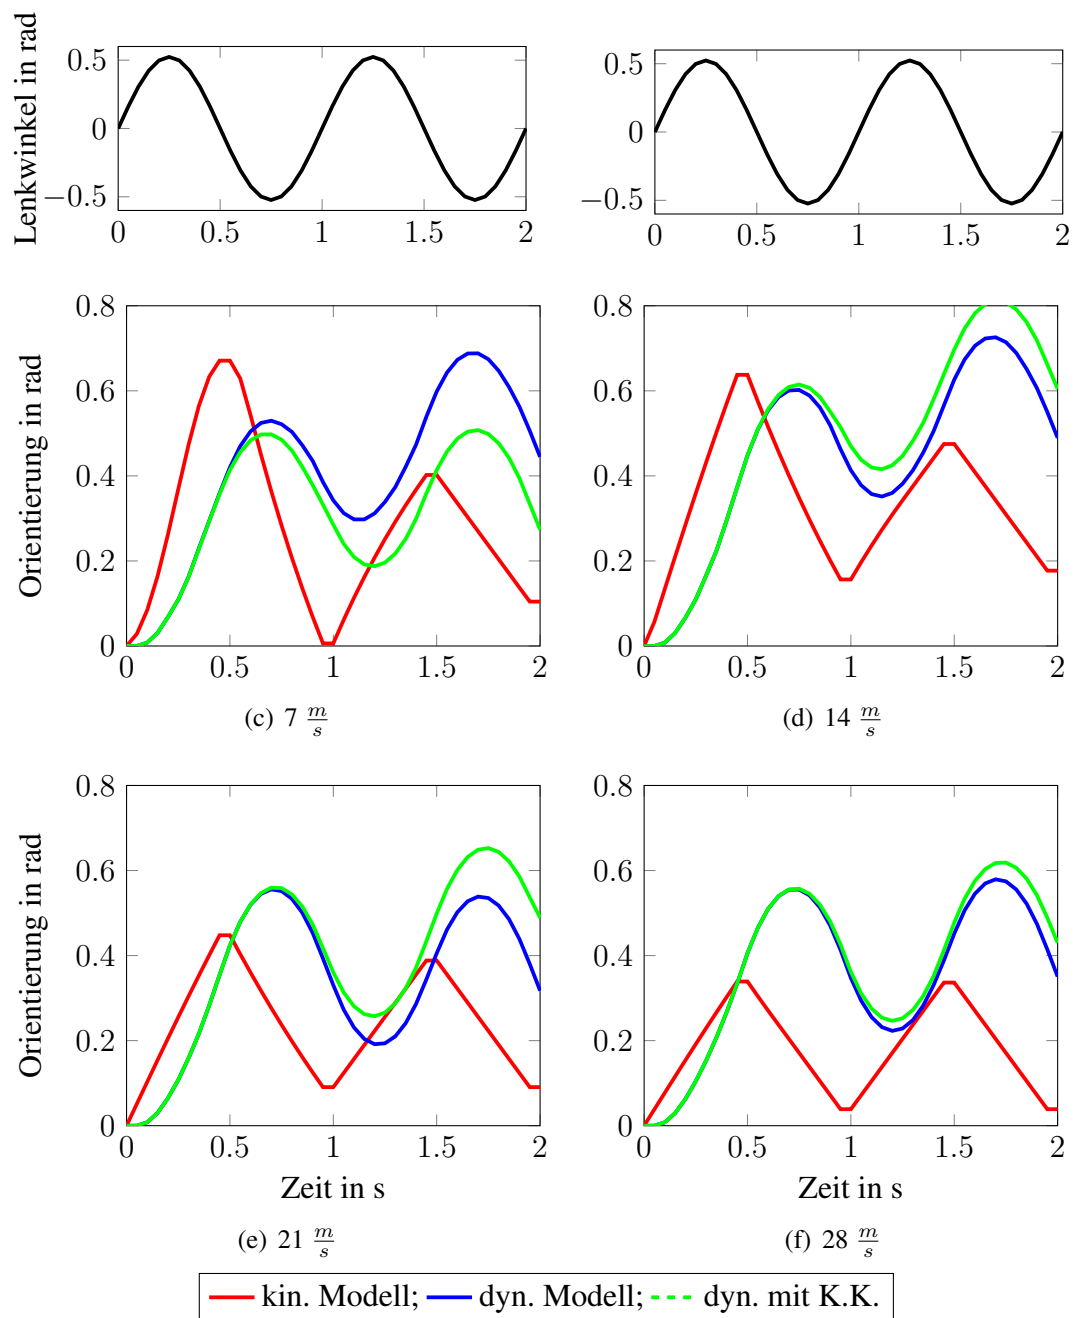 Lenkwinkel in rad
0.5
0
−0.5
0 0.5 1 1.5 2
0.5
0
−0.5
0 0.5 1 1.5 2
Orientierung in rad
0.8
0.6
0.4
0.2
0
0 0.5 1 1.5 2
(c) 7 m/s
0.8
0.6
0.4
0.2
0
0 0.5 1 1.5 2
(d) 14 m/s
Orientierung in rad
0.8
0.6
0.4
0.2
0
0 0.5 1 1.5 2
Zeit in s
(e) 21 m/s
0.8
0.6
0.4
0.2
0
0 0.5 1 1.5 2
Zeit in s
(f) 28 m/s
kin. Modell; dyn. Modell; dyn. mit K.K.